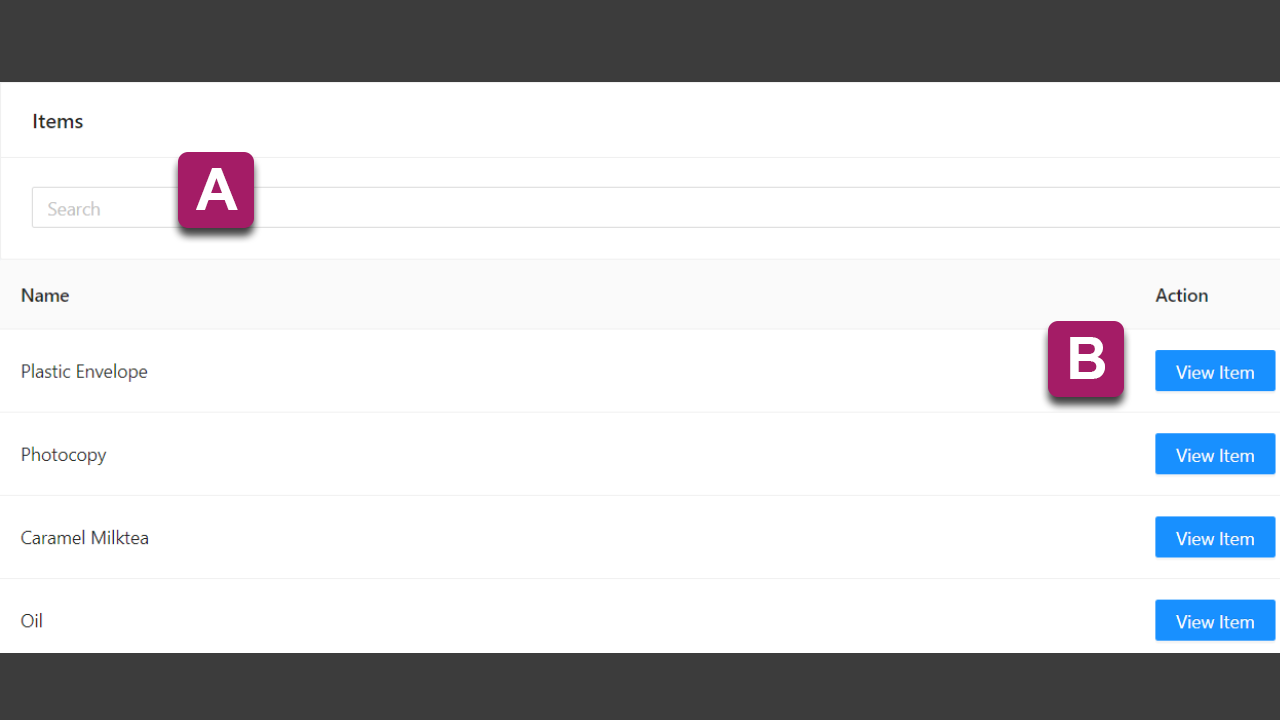 Items
A
Search
Name Action
Plastic Envelope B View Item
Photocopy View Item
Caramel Milktea View Item
Oil View Item